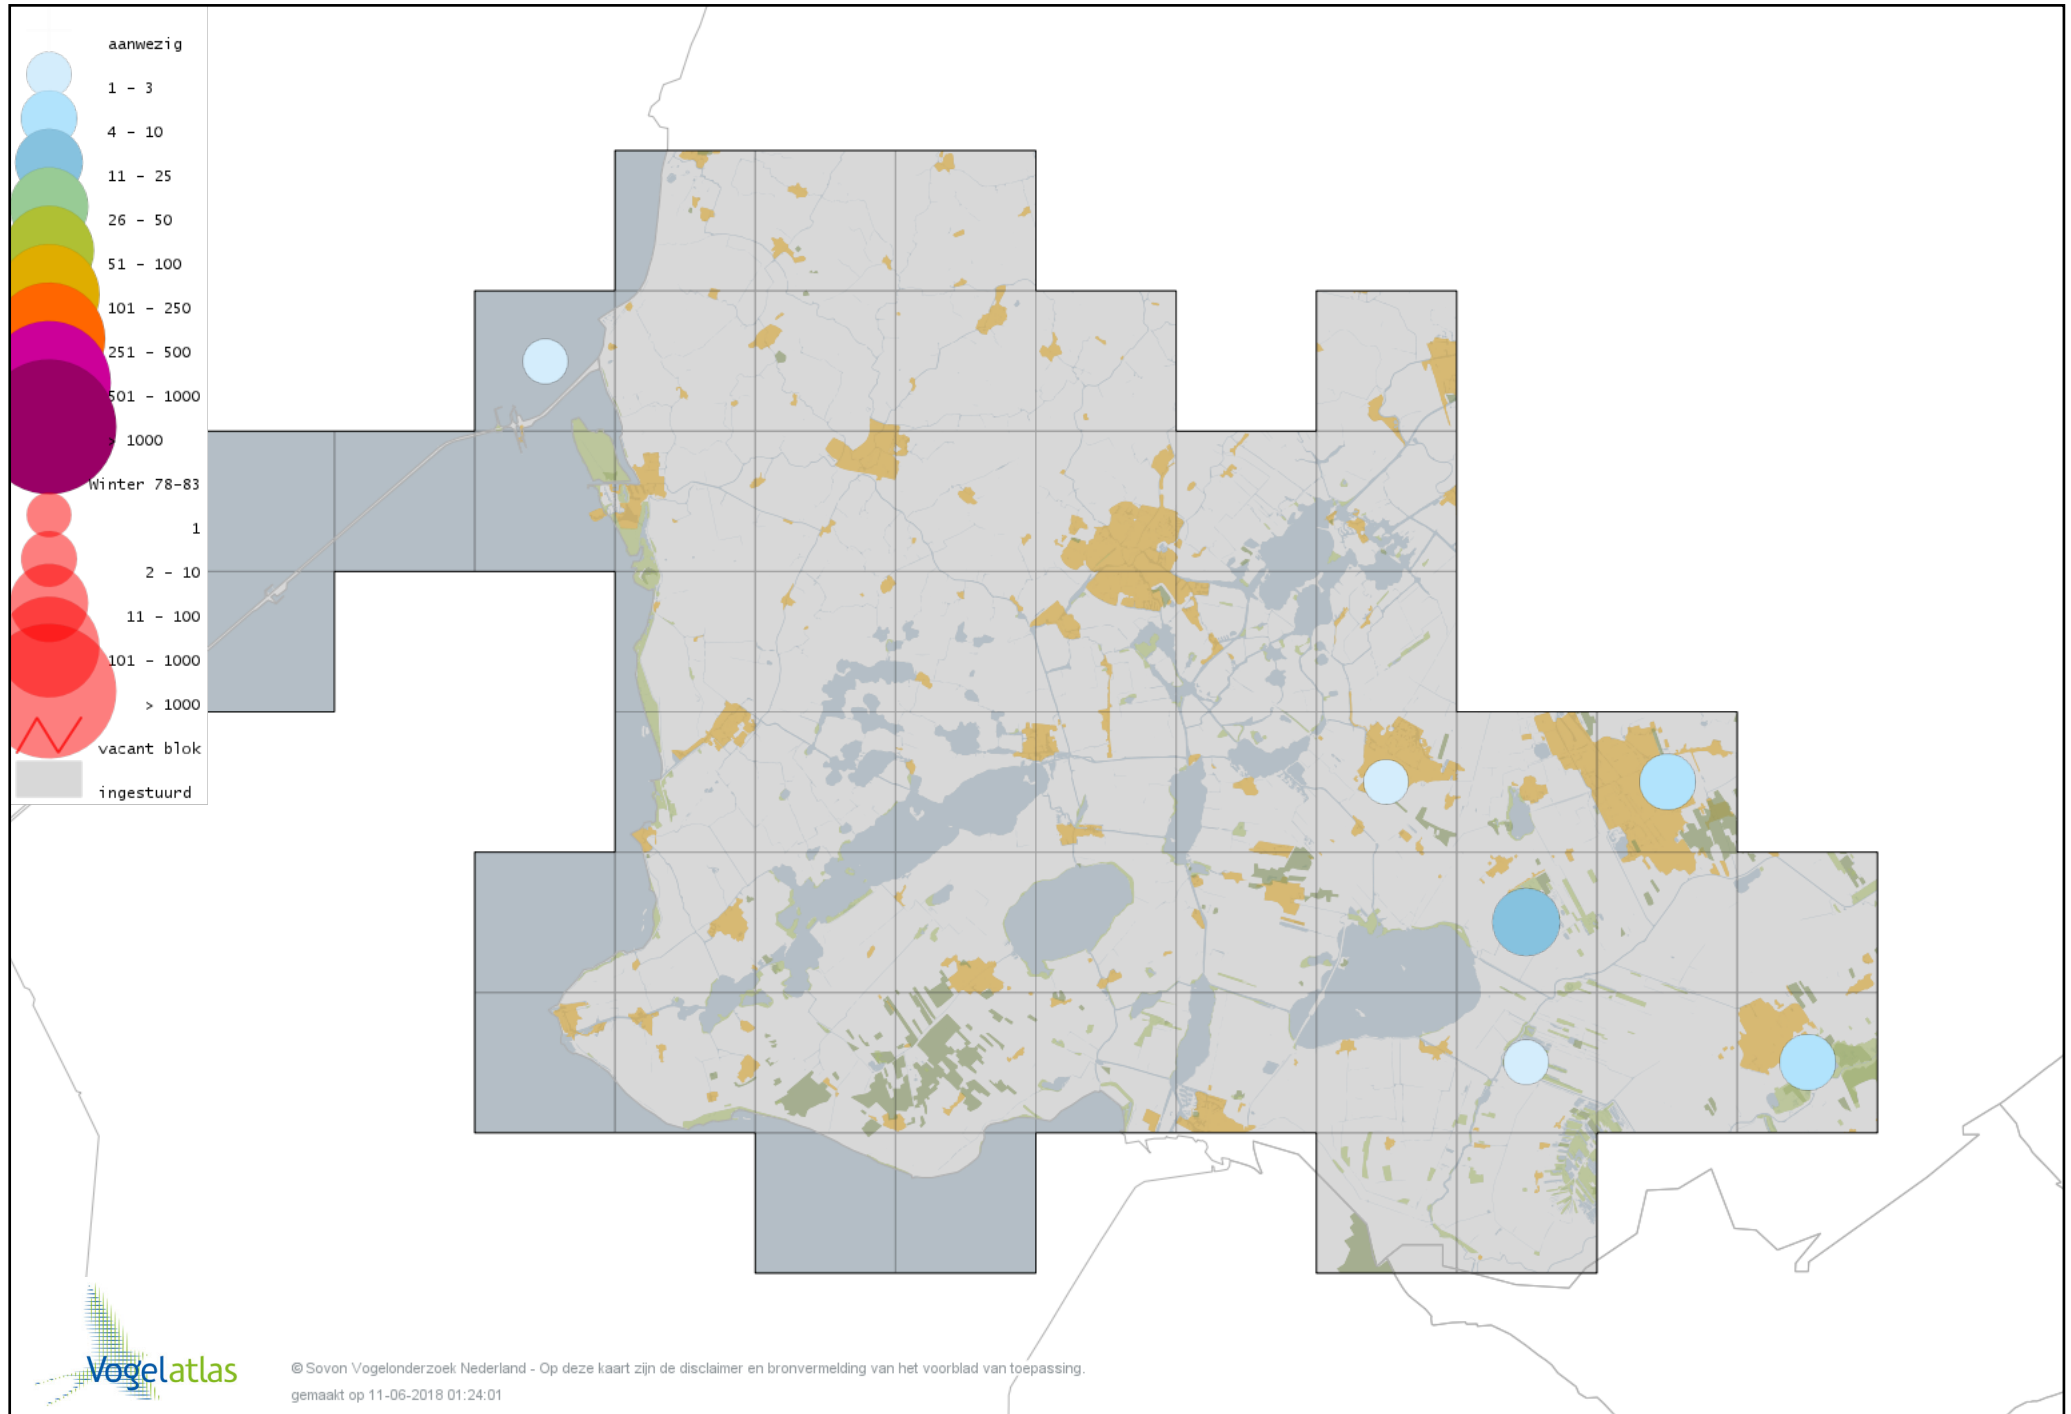 aanwezig
1 - 3
4 - 10
11 - 25
26 - 50
51 - 100
101 - 250
251 - 500
501 - 1000
> 1000
Winter 78-83
1
2 - 10
11 - 100
101 - 1000
> 1000
vacant blok
ingestuurd
Vogelatlas
© Sovon Vogelonderzoek Nederland - Op deze kaart zijn de disclaimer en bronvermelding van het voorblad van toepassing.
gemaakt op 11-06-2018 01:24:01